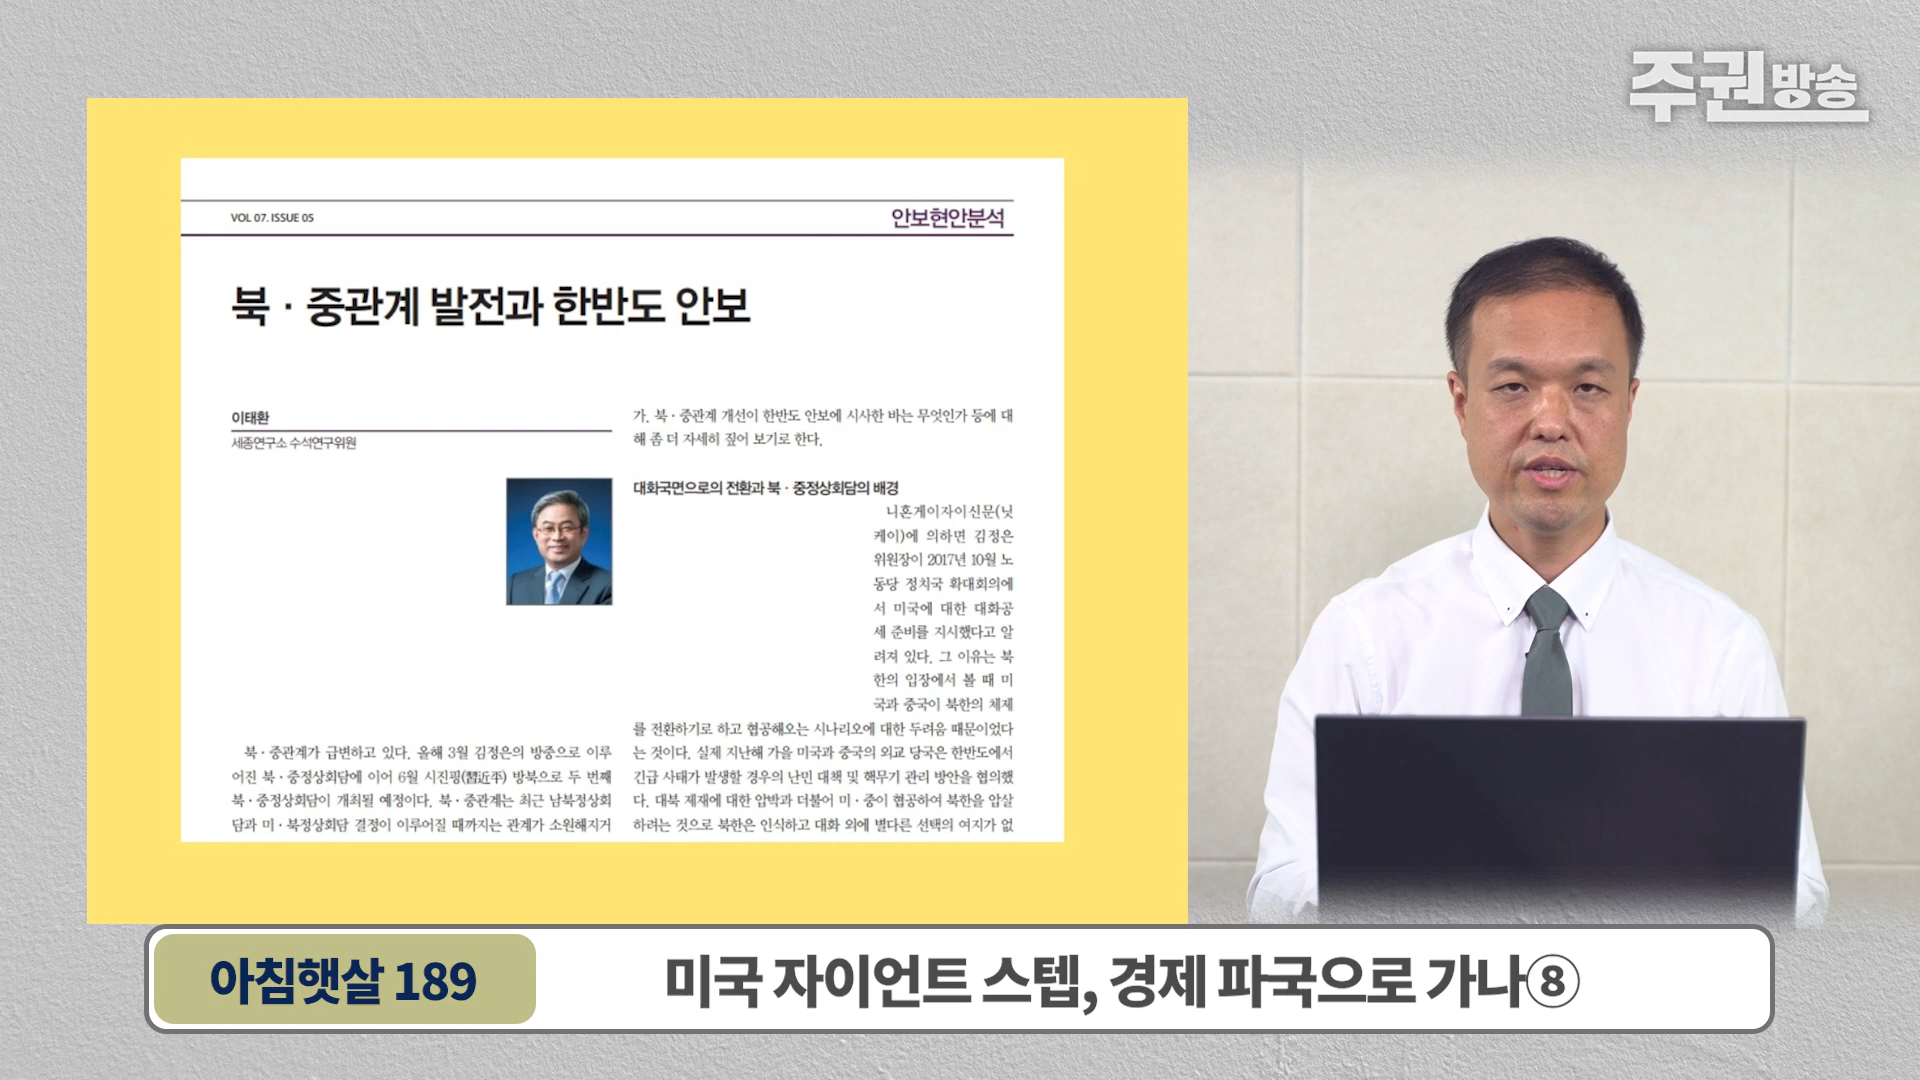 주권방송
VOL 07. ISSUE 05
안보현안분석
북 · 중관계 발전과 한반도 안보
이태환
세종연구소 수석연구위원
북 · 중관계가 급변하고 있다. 올해 3월 김정은의 방중으로 이루
어진 북 · 중정상회담에 이어 6월 시진핑(習近平) 방북으로 두 번째
북 · 중정상회담이 개최될 예정이다. 북 · 중관계는 최근 남북정상회
담과 미 · 북정상회담 결정이 이루어질 때까지는 관계가 소원해지거
가. 북 · 중관계 개선이 한반도 안보에 시사한 바는 무엇인가 등에 대
해 좀 더 자세히 짚어 보기로 한다.
대화국면으로의 전환과 북 · 중정상회담의 배경
니혼게이자이신문(닛
케이)에 의하면 김정은
위원장이 2017년 10월 노
동당 정치국 확대회의에
서 미국에 대한 대화공
세 준비를 지시했다고 알
려져 있다. 그 이유는 북
한의 입장에서 볼 때 미
국과 중국이 북한의 체제
를 전환하기로 하고 협공해오는 시나리오에 대한 두려움 때문이었다
는 것이다. 실제 지난해 가을 미국과 중국의 외교 당국은 한반도에서
긴급 사태가 발생할 경우의 난민 대책 및 핵무기 관리 방안을 협의했
다. 대북 제재에 대한 압박과 더불어 미 · 중이 협공하여 북한을 압살
하려는 것으로 북한은 인식하고 대화 외에 별다른 선택의 여지가 없
아침햇살 189
미국 자이언트 스텝, 경제 파국으로 가나⑧